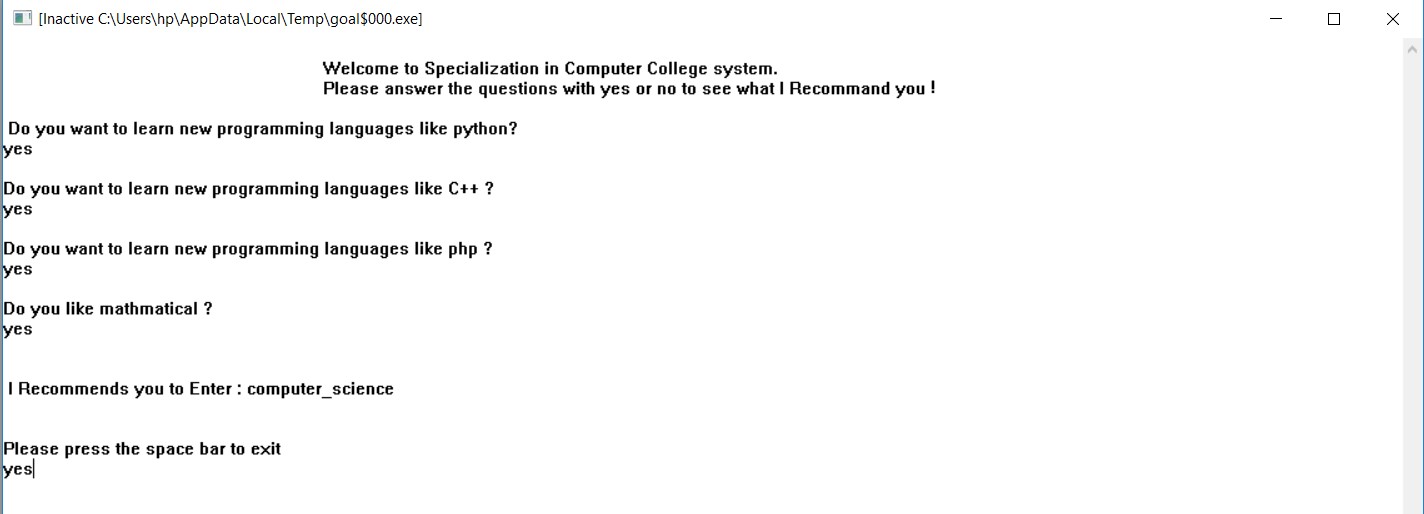 [Inactive C:\Users\hp\AppData\Local\Temp\goal$000.exe]
Welcome to Specialization in Computer College system.
Please answer the questions with yes or no to see what I Recommand you !
Do you want to learn new programming languages like python?
yes
Do you want to learn new programming languages like C++ ?
yes
Do you want to learn new programming languages like php ?
yes
Do you like mathmatical ?
yes
I Recommends you to Enter : computer_science
Please press the space bar to exit
yes